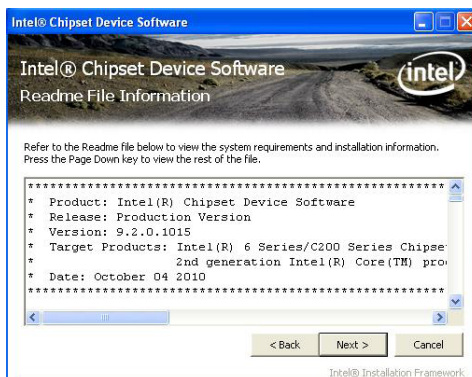 Intel® Chipset Device Software
Intel® Chipset Device Software
(intel)
Readme File Information
Refer to the Readme file below to view the system requirements and installation information.
Press the Page Down key to view the rest of the file.
********************************************************
* Product: Intel(R) Chipset Device Software
* Release: Production Version
* Version: 9.2.0.1015
* Target Products: Intel(R) 6 Series/C200 Series Chipse
* 2nd generation Intel(R) Core(TM) pro
* Date: October 04 2010
********************************************************
< Back Next > Cancel
Intel® Installation Framework